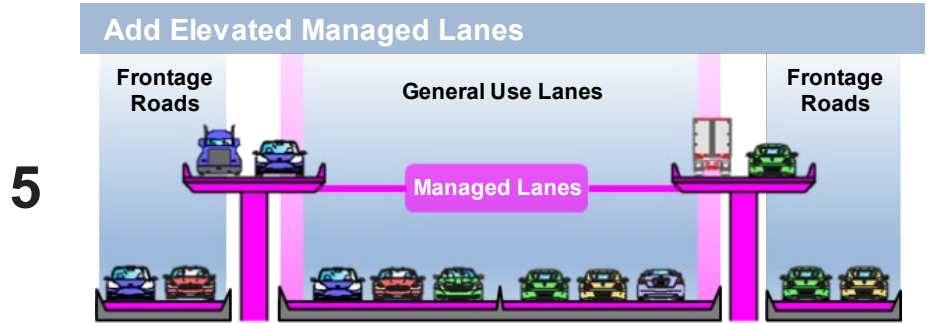 Add Elevated Managed Lanes
Frontage
Roads
General Use Lanes
Frontage
Roads
5
Managed Lanes